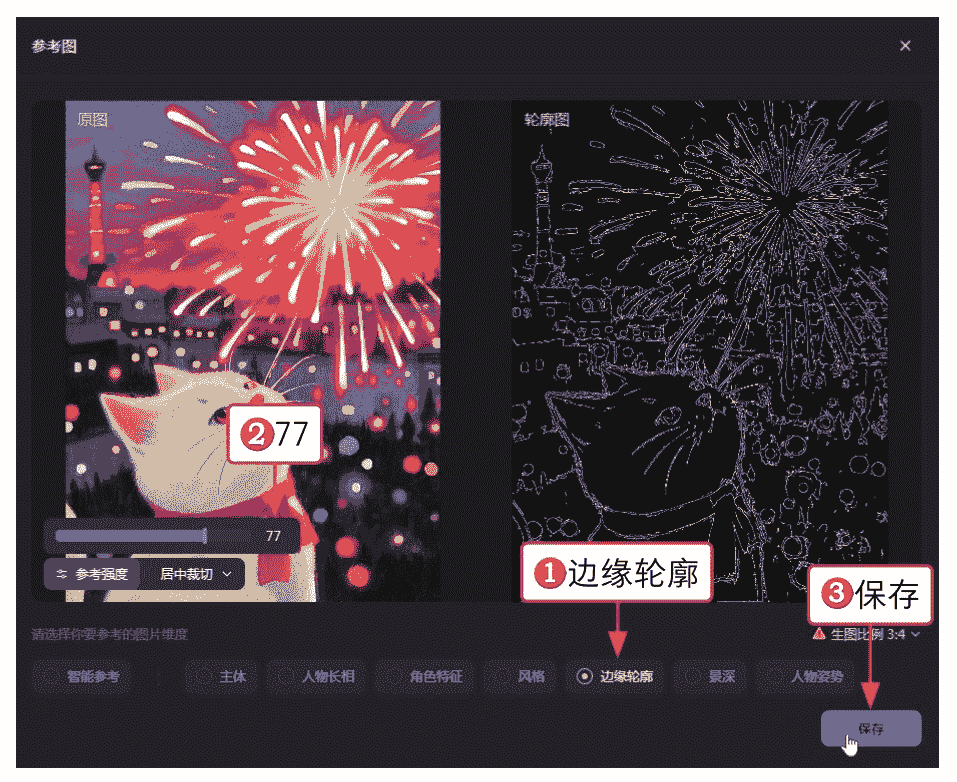 参考图
×
原图
轮廓图
❷77
77
参考强度 居中裁切
❶边缘轮廓
❸保存
请选择你要参考的图片维度
生图比例 3:4
智能参考 主体 人物长相 角色特征 风格 边缘轮廓 景深 人物姿势
保存